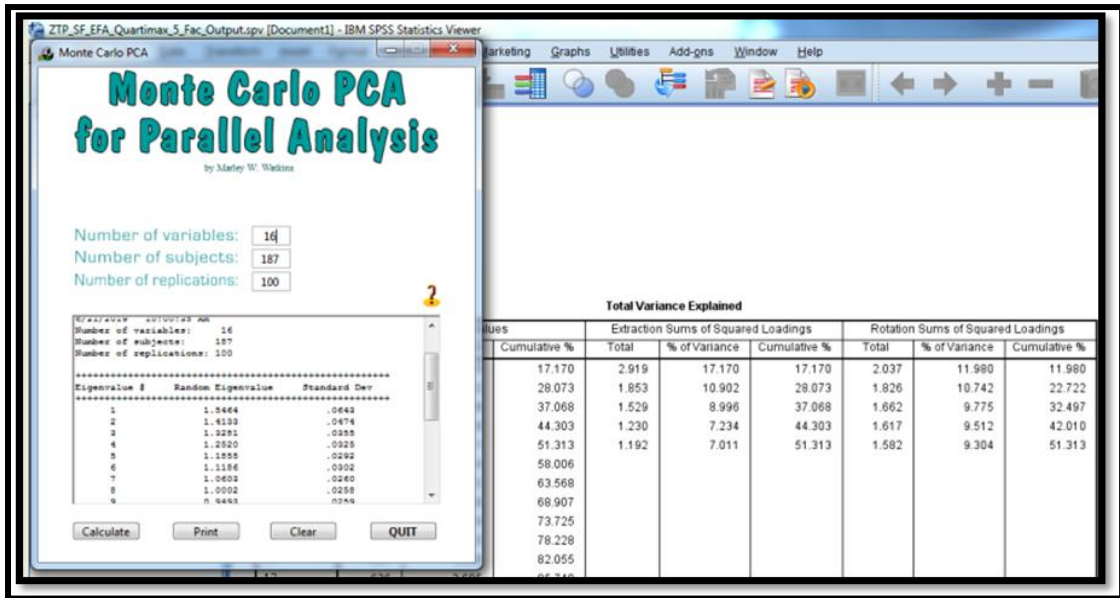 ZTP_SF_EFA_Quartimax_5_Fac_Output.spv [Document1] - IBM SPSS Statistics Viewer
Monte Carlo PCA
Marketing Graphs Utilities Add-ons Window Help
Monte Carlo PCA
for Parallel Analysis
by Marley W. Watkins
Number of variables: 16
Number of subjects: 187
Number of replications: 100
?
Number of variables: 16
Number of subjects: 187
Number of replications: 100
++++++++++++++++++++++++++++++++++++++++++++++++++
Eigenvalue # Random Eigenvalue Standard Dev
++++++++++++++++++++++++++++++++++++++++++++++++++
1 1.5464 .0643
2 1.4133 .0474
3 1.3251 .0355
4 1.2520 .0325
5 1.1855 .0292
6 1.1186 .0302
7 1.0603 .0260
8 1.0002 .0258
9 0.9493 .0259
Calculate Print Clear QUIT
Total Variance Explained
Extraction Sums of Squared Loadings Rotation Sums of Squared Loadings
Cumulative % Total % of Variance Cumulative % Total % of Variance Cumulative %
17.170 2.919 17.170 17.170 2.037 11.980 11.980
28.073 1.853 10.902 28.073 1.826 10.742 22.722
37.068 1.529 8.996 37.068 1.662 9.775 32.497
44.303 1.230 7.234 44.303 1.617 9.512 42.010
51.313 1.192 7.011 51.313 1.582 9.304 51.313
58.006
63.568
68.907
73.725
78.228
82.055